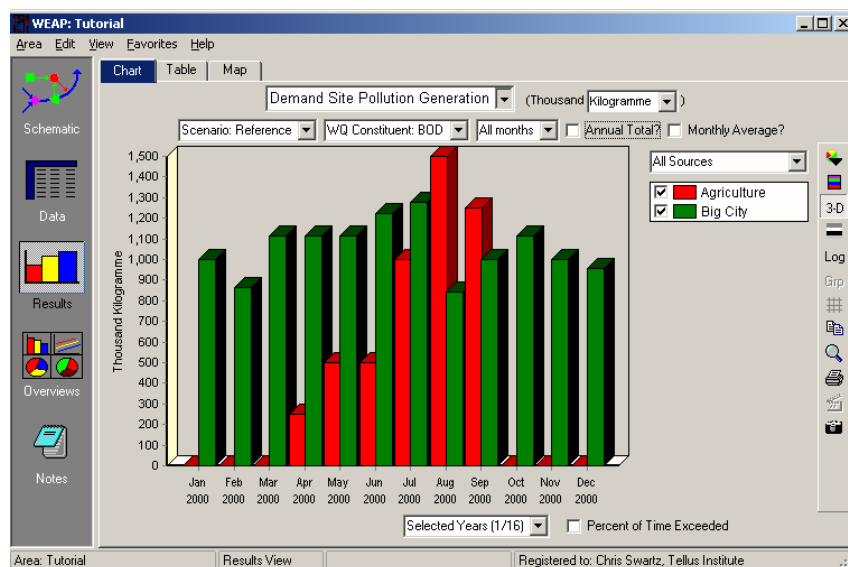 WEAP: Tutorial
Area Edit View Favorites Help
Chart Table Map
Demand Site Pollution Generation (Thousand Kilogramme )
Scenario: Reference WQ Constituent: BOD All months Annual Total? Monthly Average?
Schematic
Data
Results
Overviews
Notes
All Sources
Agriculture
Big City
3-D
Log
Grp
Thousand Kilogramme
1,500
1,400
1,300
1,200
1,100
1,000
900
800
700
600
500
400
300
200
100
0
Jan Feb Mar Apr May Jun Jul Aug Sep Oct Nov Dec
2000 2000 2000 2000 2000 2000 2000 2000 2000 2000 2000 2000
Selected Years (1/16) Percent of Time Exceeded
Area: Tutorial Results View Registered to: Chris Swartz, Tellus Institute